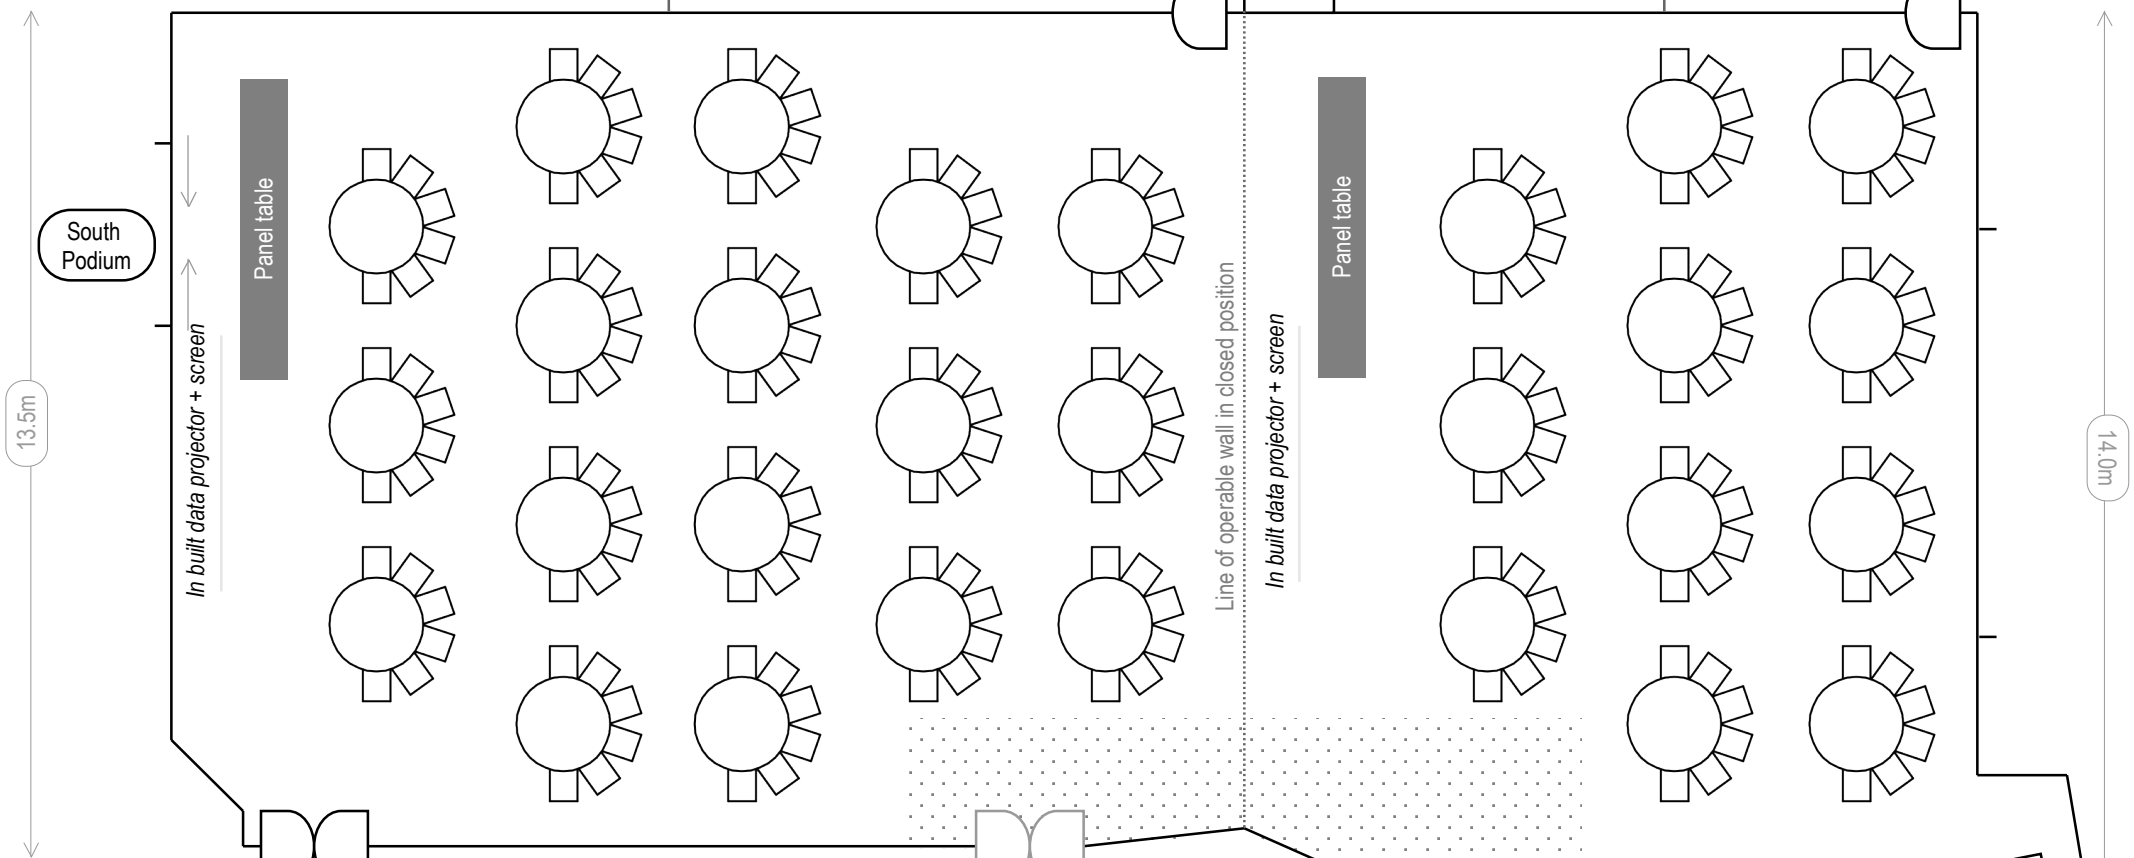 13.5m
South
Podium
In built data projector + screen
Panel table
Line of operable wall in closed position
In built data projector + screen
Panel table
14.0m